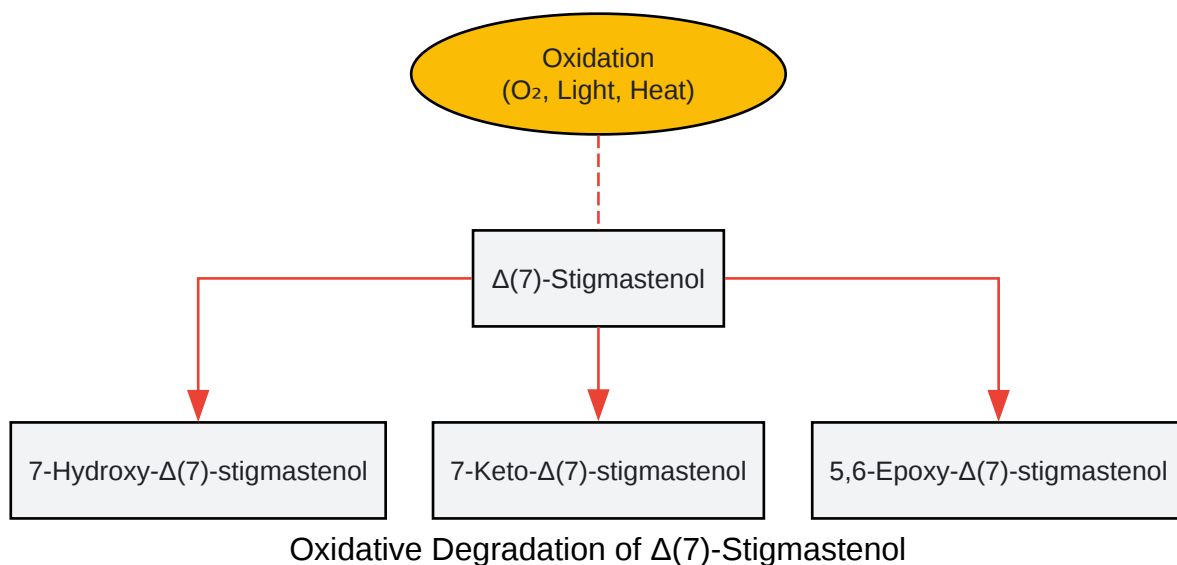 Oxidation
(O₂, Light, Heat)
Δ(7)-Stigmastenol
7-Hydroxy-Δ(7)-stigmastenol
7-Keto-Δ(7)-stigmastenol
5,6-Epoxy-Δ(7)-stigmastenol
Oxidative Degradation of Δ(7)-Stigmastenol